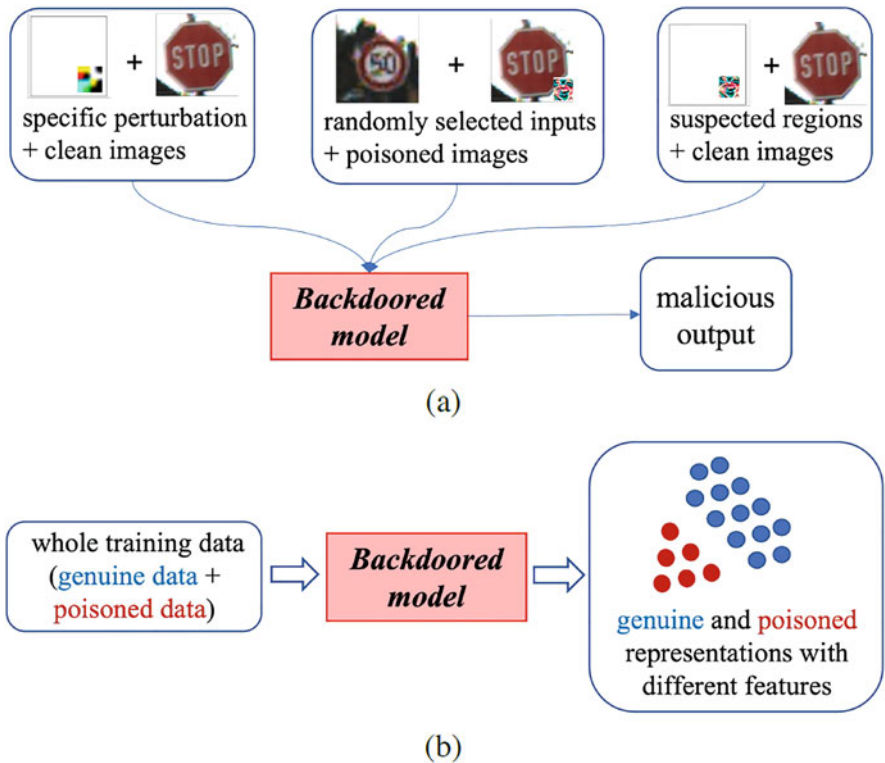 STOP
specific perturbation
+ clean images
+
50
STOP
randomly selected inputs
+ poisoned images
+
STOP
suspected regions
+ clean images
+
Backdoored
model
malicious
output
(a)
whole training data
(genuine data +
poisoned data)
Backdoored
model
genuine and poisoned
representations with
different features
(b)